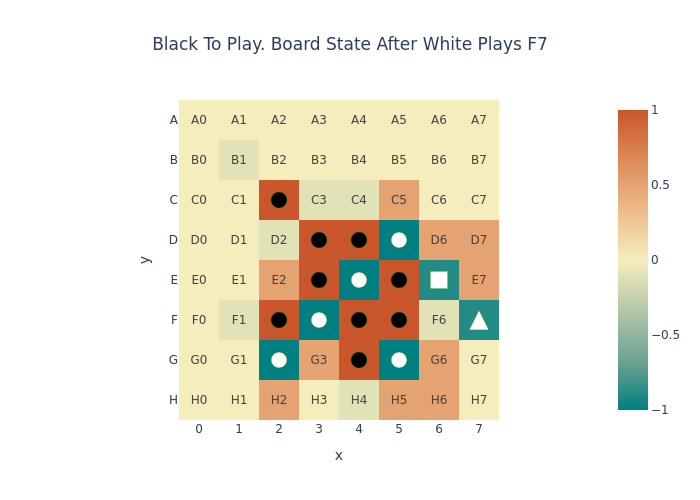 Black To Play. Board State After White Plays F7
A A0 A1 A2 A3 A4 A5 A6 A7
B B0 B1 B2 B3 B4 B5 B6 B7
C C0 C1 C3 C4 C5 C6 C7
D D0 D1 D2 D6 D7
E E0 E1 E2 E7
F F0 F1 F6
G G0 G1 G3 G6 G7
H H0 H1 H2 H3 H4 H5 H6 H7
0 1 2 3 4 5 6 7
x
y
1
0.5
0
−0.5
−1